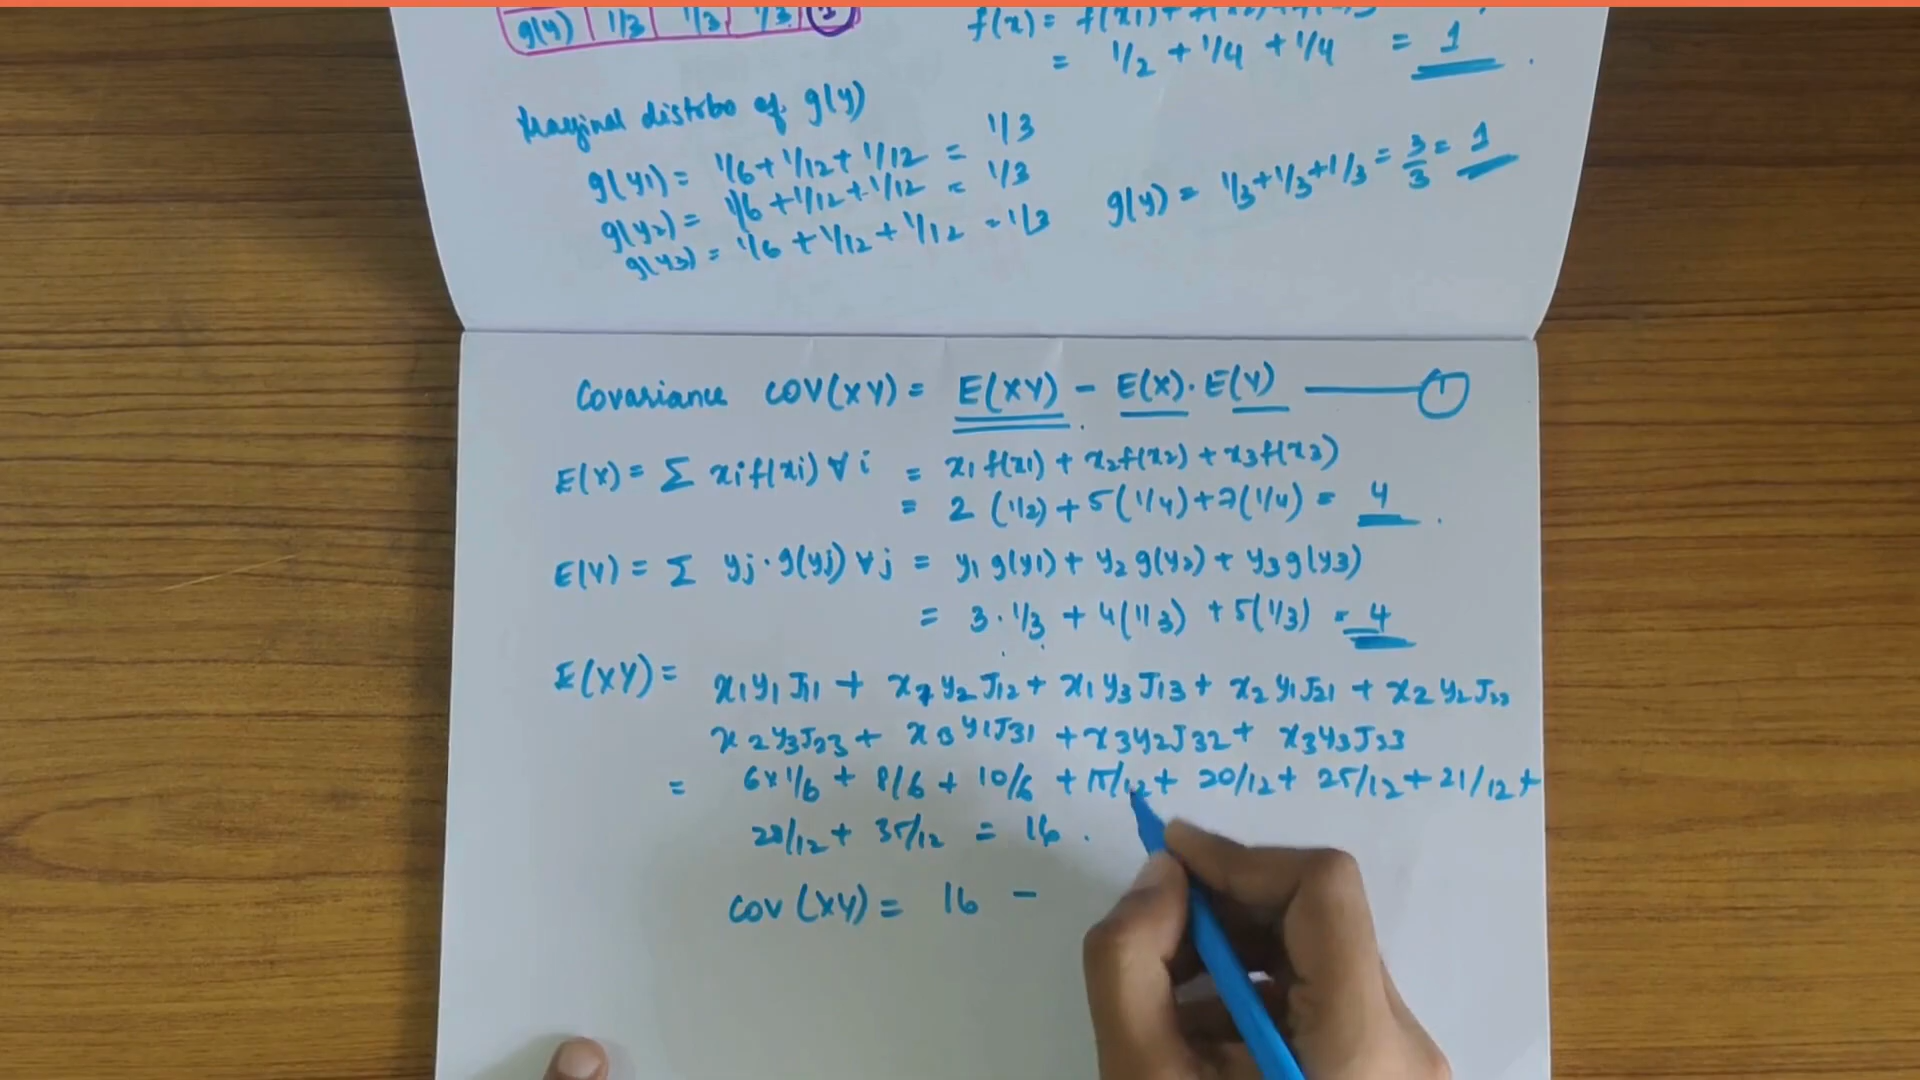 g(y) 1/3 1/3 1/3 1
f(x) = f(x1) +
= 1/2 + 1/4 + 1/4 = 1
Marginal distrbo of g(y)
g(y1) = 1/6 + 1/12 + 1/12 = 1/3
g(y2) = 1/6 + 1/12 + 1/12 = 1/3
g(y3) = 1/6 + 1/12 + 1/12 = 1/3
g(y) = 1/3 + 1/3 + 1/3 = 3/3 = 1
Covariance COV(XY) = E(XY) - E(X) . E(Y) 1
E(X) = Σ xi f(xi) ∀ i = x1 f(x1) + x2 f(x2) + x3 f(x3)
= 2 (1/2) + 5 (1/4) + 7 (1/4) = 4
E(Y) = Σ yj . g(yj) ∀ j = y1 g(y1) + y2 g(y2) + y3 g(y3)
= 3 . 1/3 + 4 (1/3) + 5 (1/3) = 4
E(XY) =
x1 y1 J11 + y2 J12 + x1 y3 J13 + x2 y1 J21 + x2 y2 J22
x2 y3 J23 + x3 y1 J31 + x3 y2 J32 + x3 y3 J33
= 6 x 1/6 + 8/6 + 10/6 + 15/12 + 20/12 + 25/12 + 21/12 +
28/12 + 35/12 = 16 .
COV (XY) = 16 -